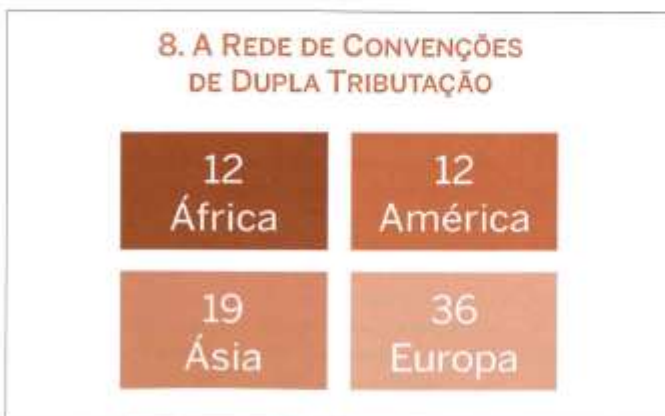 8. A REDE DE CONVENÇÕES
DE DUPLA TRIBUTAÇÃO
12
África
12
América
19
Ásia
36
Europa